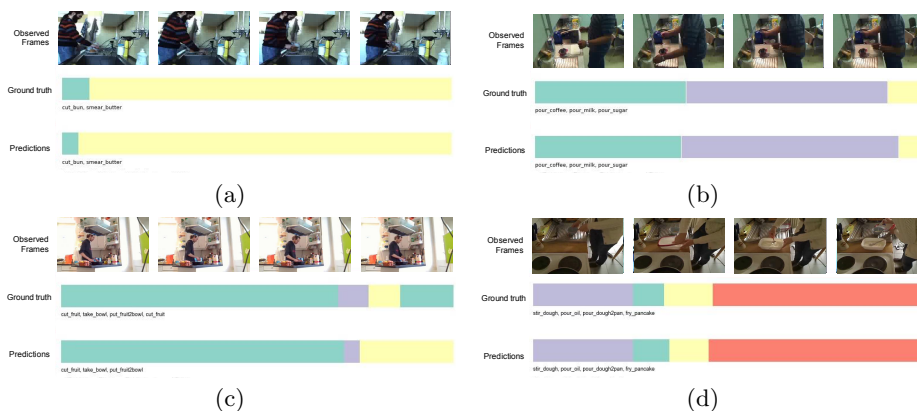 Observed
Frames
Ground truth
cut_bun, smear_butter
Predictions
cut_bun, smear_butter
(a)
Observed
Frames
Ground truth
pour_coffee, pour_milk, pour_sugar
Predictions
pour_coffee, pour_milk, pour_sugar
(b)
Observed
Frames
Ground truth
cut_fruit, take_bowl, put_fruit2bowl, cut_fruit
Predictions
cut_fruit, take_bowl, put_fruit2bowl
(c)
Observed
Frames
Ground truth
stir_dough, pour_oil, pour_dough2pan, fry_pancake
Predictions
stir_dough, pour_oil, pour_dough2pan, fry_pancake
(d)